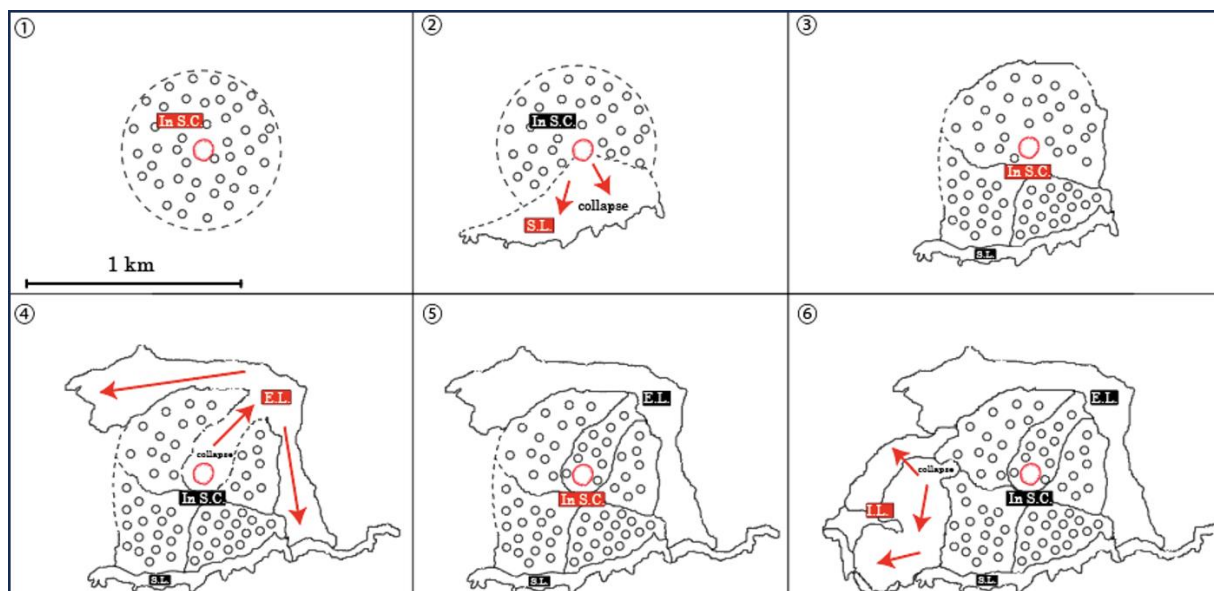 ①
In S.C.
1 km
②
In S.C.
collapse
S.L.
③
In S.C.
S.L.
④
E.L.
collapse
In S.C.
S.L.
⑤
E.L.
In S.C.
S.L.
⑥
E.L.
collapse
In S.C.
I.L.
S.L.